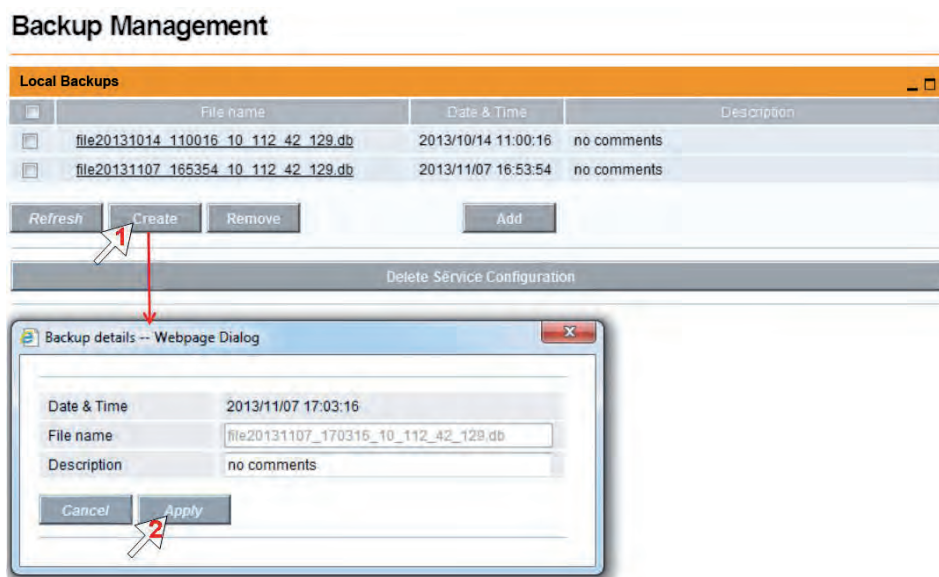 Backup Management
Local Backups
File name Date & Time Description
file20131014_110016_10_112_42_129.db 2013/10/14 11:00:16 no comments
file20131107_165354_10_112_42_129.db 2013/11/07 16:53:54 no comments
Refresh Create Remove Add
1
Delete Service Configuration
Backup details -- Webpage Dialog
Date & Time 2013/11/07 17:03:16
File name file20131107_170316_10_112_42_129.db
Description no comments
Cancel Apply
2